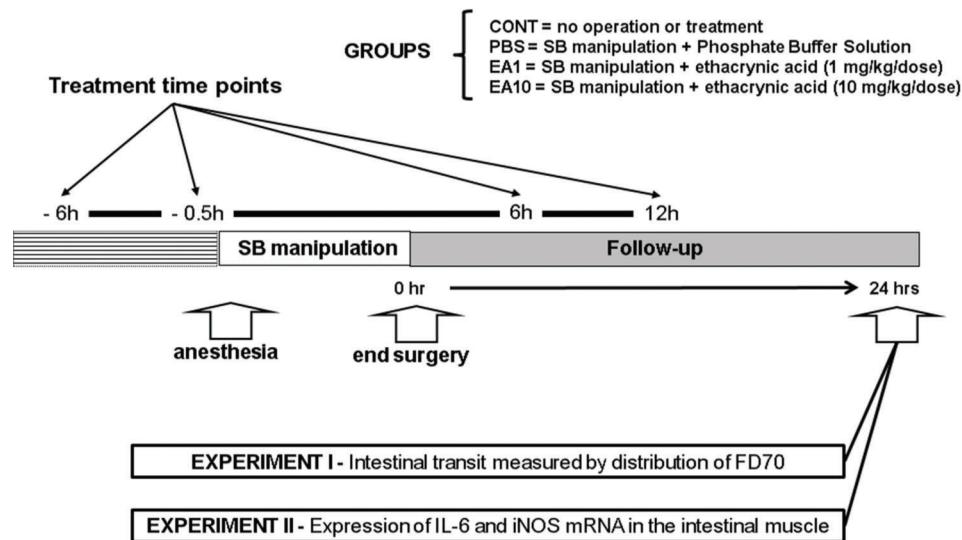 GROUPS
CONT = no operation or treatment
PBS = SB manipulation + Phosphate Buffer Solution
EA1 = SB manipulation + ethacrynic acid (1 mg/kg/dose)
EA10 = SB manipulation + ethacrynic acid (10 mg/kg/dose)
Treatment time points
- 6h - 0.5h 6h 12h
SB manipulation Follow-up
0 hr 24 hrs
anesthesia end surgery
EXPERIMENT I - Intestinal transit measured by distribution of FD70
EXPERIMENT II - Expression of IL-6 and iNOS mRNA in the intestinal muscle